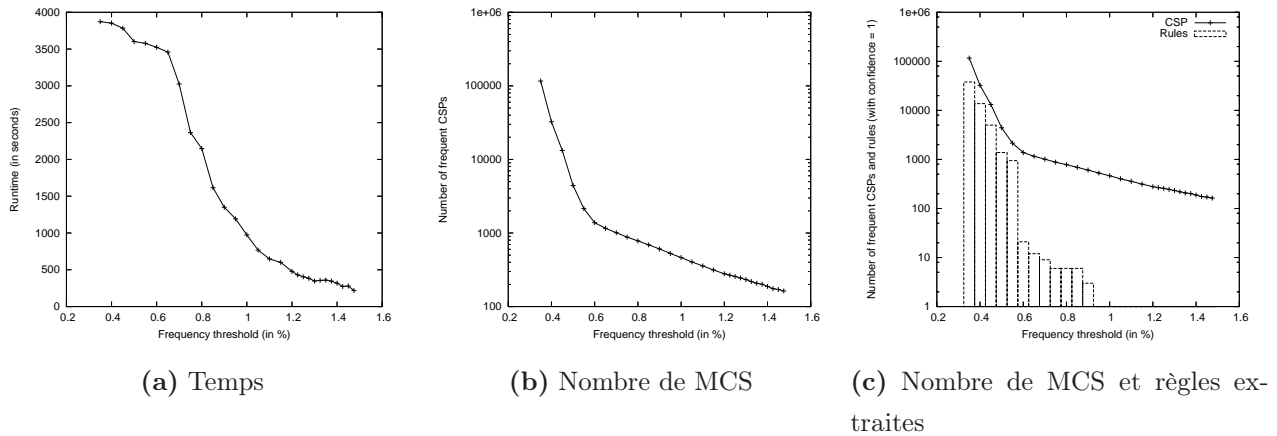 4000
3500
3000
2500
2000
1500
1000
500
0
Runtime (in seconds)
0.2 0.4 0.6 0.8 1 1.2 1.4 1.6
Frequency threshold (in %)
(a) Temps
1e+06
100000
10000
1000
100
Number of frequent CSPs
0.2 0.4 0.6 0.8 1 1.2 1.4 1.6
Frequency threshold (in %)
(b) Nombre de MCS
1e+06
100000
10000
1000
100
10
1
Number of frequent CSPs and rules (with confidence = 1)
CSP
Rules
0.2 0.4 0.6 0.8 1 1.2 1.4 1.6
Frequency threshold (in %)
(c) Nombre de MCS et règles ex-
traites